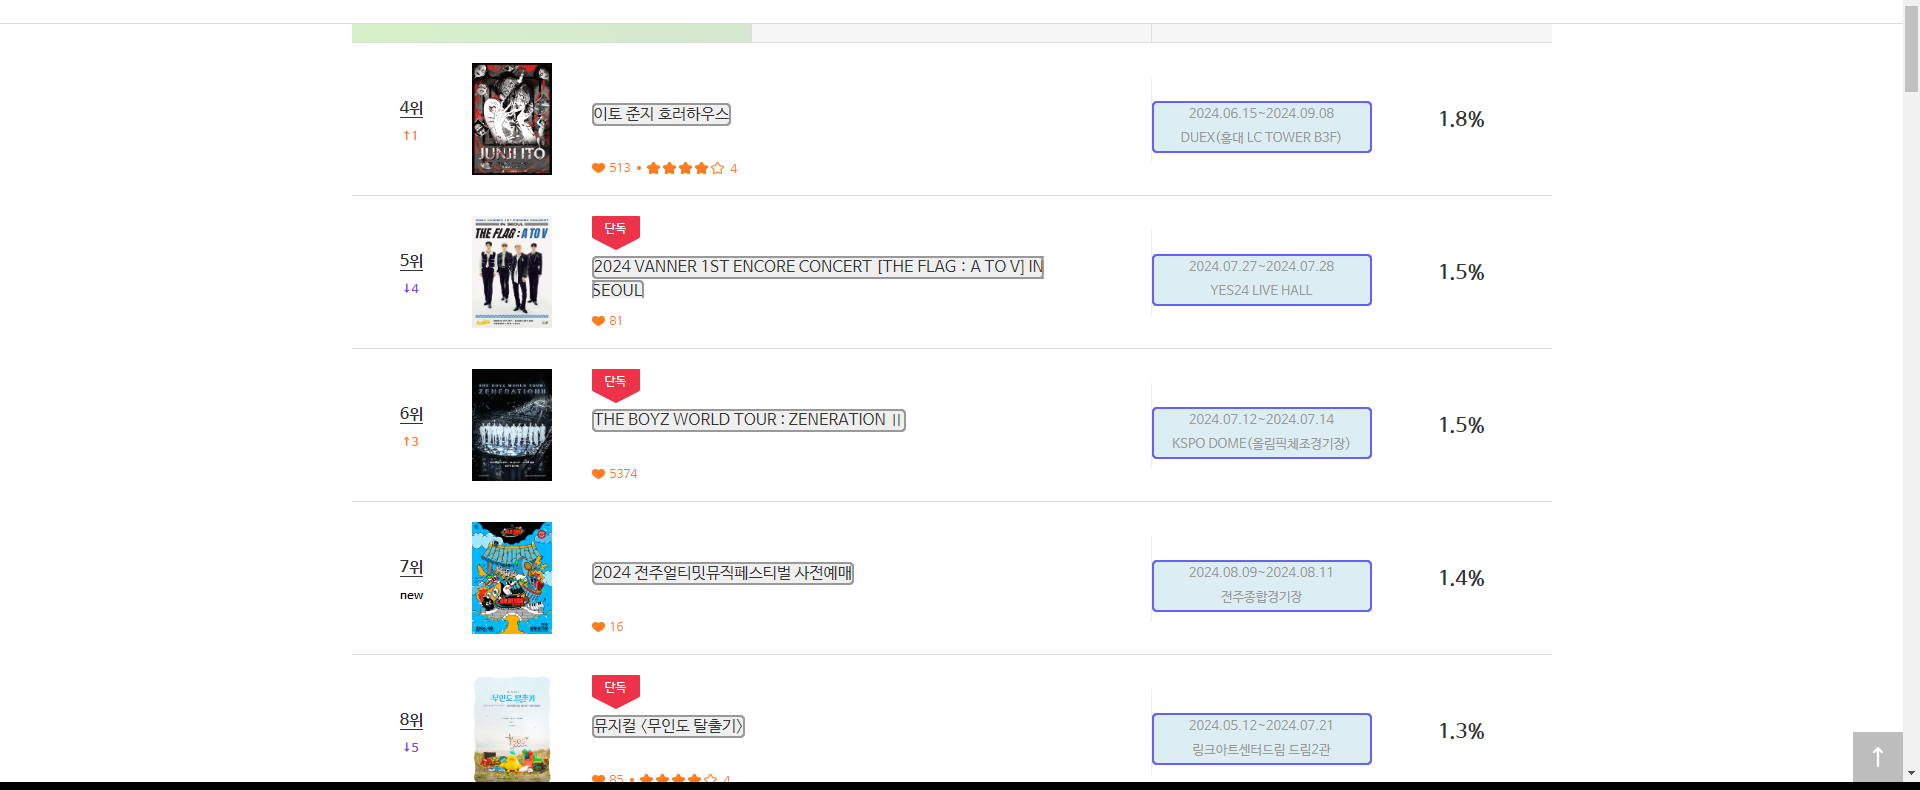 4위
↑1
JUNJI ITO
이토 준지 호러하우스
513 • 4
2024.06.15~2024.09.08
DUEX(홍대 LC TOWER B3F)
1.8%
5위
↓4
IN SEOUL
THE FLAG : A TO V
단독
2024 VANNER 1ST ENCORE CONCERT [THE FLAG : A TO V] IN
SEOUL
81
2024.07.27~2024.07.28
YES24 LIVE HALL
1.5%
6위
↑3
THE BOYZ WORLD TOUR:
ZENERATION II
단독
THE BOYZ WORLD TOUR : ZENERATION Ⅱ
5374
2024.07.12~2024.07.14
KSPO DOME(올림픽체조경기장)
1.5%
7위
new
2024 전주얼티밋뮤직페스티벌 사전예매
16
2024.08.09~2024.08.11
전주종합경기장
1.4%
8위
↓5
무인도 탈출기
단독
뮤지컬 〈무인도 탈출기〉
85 • 4
2024.05.12~2024.07.21
링크아트센터드림 드림2관
1.3%
↑